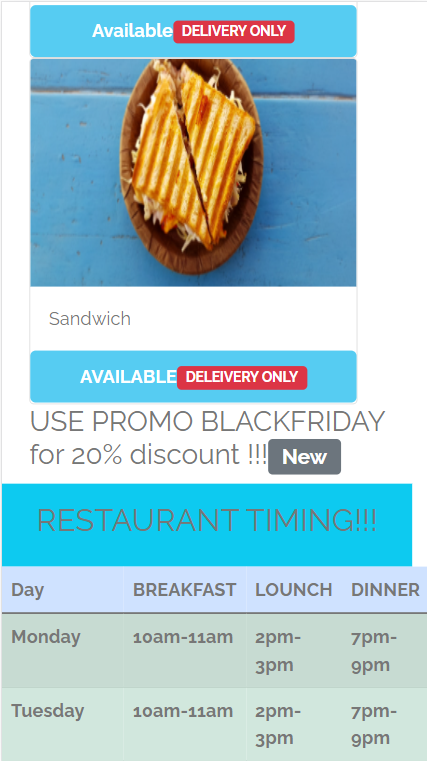 Available DELIVERY ONLY
Sandwich
AVAILABLE DELEIVERY ONLY
USE PROMO BLACKFRIDAY
for 20% discount !!! New
RESTAURANT TIMING!!!
Day BREAKFAST LOUNCH DINNER
Monday 10am-11am 2pm- 7pm-
3pm 9pm
Tuesday 10am-11am 2pm- 7pm-
3pm 9pm